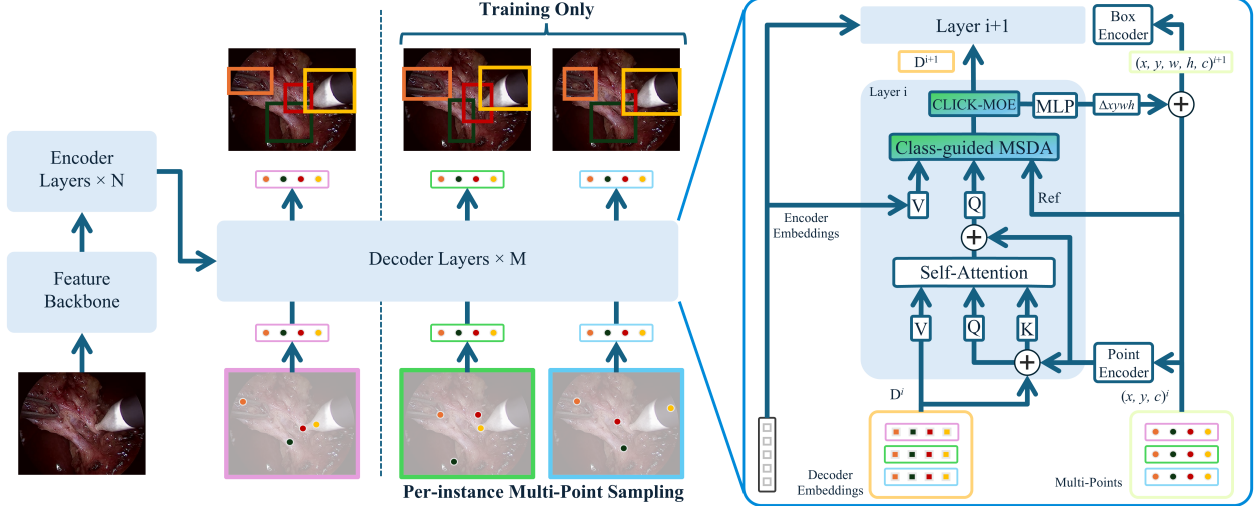 Training Only
Encoder
Layers × N
Feature
Backbone
Decoder Layers × M
Per-instance Multi-Point Sampling
Layer i+1
Box
Encoder
D^{i+1}
(x, y, w, h, c)^{i+1}
Layer i
CLICK-MOE
MLP
Δxywh
+
Class-guided MSDA
V
Q
Ref
Encoder
Embeddings
+
Self-Attention
V
Q
K
+
Point
Encoder
D^i
(x, y, c)^i
Decoder
Embeddings
Multi-Points